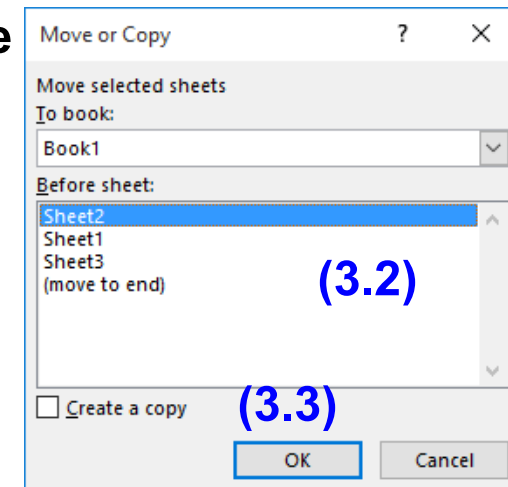 e
Move or Copy ? ×
Move selected sheets
To book:
Book1
Before sheet:
Sheet2
Sheet1
Sheet3
(move to end)
(3.2)
Create a copy
(3.3)
OK Cancel